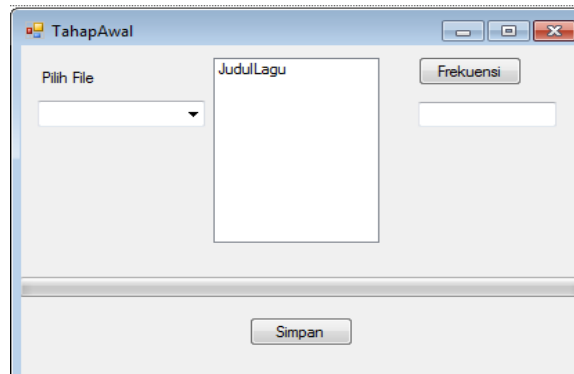 TahapAwal
Pilih File
JudulLagu
Frekuensi
Simpan